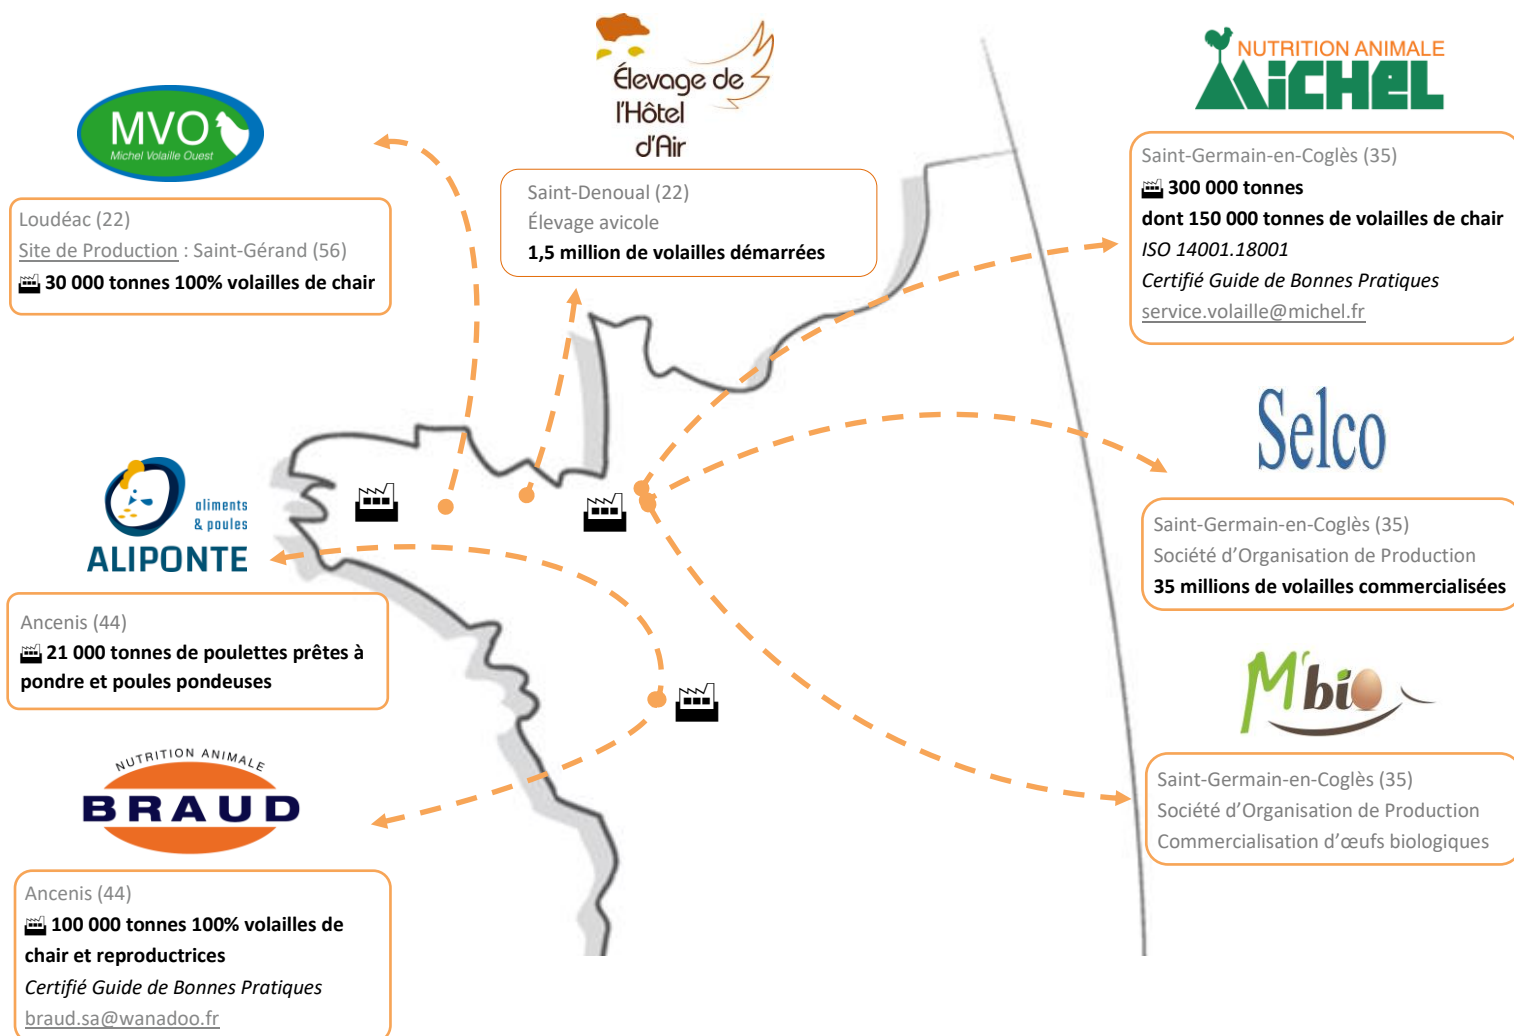 MVO
Michel Volaille Ouest
Loudéac (22)
Site de Production : Saint-Gérand (56)
30 000 tonnes 100% volailles de chair
Élevage de
l'Hôtel
d'Air
Saint-Denoual (22)
Élevage avicole
1,5 million de volailles démarrées
NUTRITION ANIMALE
MiCHEL
Saint-Germain-en-Coglès (35)
300 000 tonnes
dont 150 000 tonnes de volailles de chair
ISO 14001.18001
Certifié Guide de Bonnes Pratiques
service.volaille@michel.fr
Selco
Saint-Germain-en-Coglès (35)
Société d’Organisation de Production
35 millions de volailles commercialisées
M'bio
Saint-Germain-en-Coglès (35)
Société d’Organisation de Production
Commercialisation d’œufs biologiques
aliments
& poules
ALIPONTE
Ancenis (44)
21 000 tonnes de poulettes prêtes à
pondre et poules pondeuses
NUTRITION ANIMALE
BRAUD
Ancenis (44)
100 000 tonnes 100% volailles de
chair et reproductrices
Certifié Guide de Bonnes Pratiques
braud.sa@wanadoo.fr